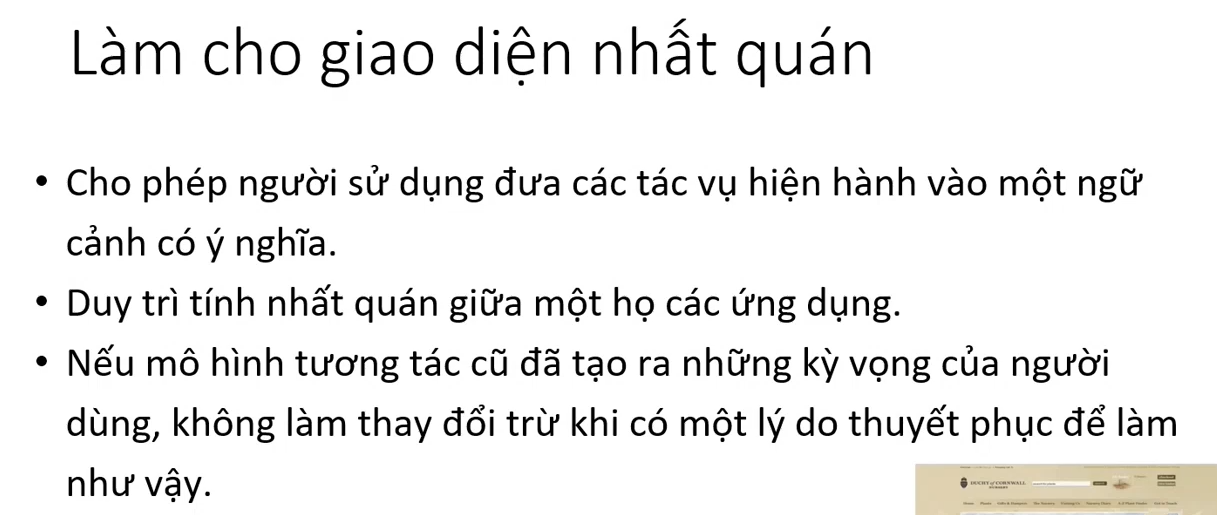 Làm cho giao diện nhất quán
• Cho phép người sử dụng đưa các tác vụ hiện hành vào một ngữ
cảnh có ý nghĩa.
• Duy trì tính nhất quán giữa một họ các ứng dụng.
• Nếu mô hình tương tác cũ đã tạo ra những kỳ vọng của người
dùng, không làm thay đổi trừ khi có một lý do thuyết phục để làm
như vậy.
DUCHY of CORNWALL
NURSERY